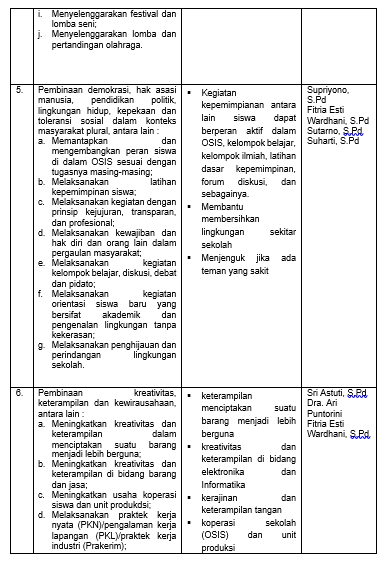 i. Menyelenggarakan festival dan
lomba seni;
j. Menyelenggarakan lomba dan
pertandingan olahraga.
5.
Pembinaan demokrasi, hak asasi
manusia, pendidikan politik,
lingkungan hidup, kepekaan dan
toleransi sosial dalam konteks
masyarakat plural, antara lain :
a. Memantapkan dan
mengembangkan peran siswa
di dalam OSIS sesuai dengan
tugasnya masing-masing;
b. Melaksanakan latihan
kepemimpinan siswa;
c. Melaksanakan kegiatan dengan
prinsip kejujuran, transparan,
dan profesional;
d. Melaksanakan kewajiban dan
hak diri dan orang lain dalam
pergaulan masyarakat;
e. Melaksanakan kegiatan
kelompok belajar, diskusi, debat
dan pidato;
f. Melaksanakan kegiatan
orientasi siswa baru yang
bersifat akademik dan
pengenalan lingkungan tanpa
kekerasan;
g. Melaksanakan penghijauan dan
perindangan lingkungan
sekolah.
▪ Kegiatan
kepemimpianan antara
lain siswa dapat
berperan aktif dalam
OSIS, kelompok belajar,
kelompok ilmiah, latihan
dasar kepemimpinan,
forum diskusi, dan
sebagainya.
▪ Membantu
membersihkan
lingkungan sekitar
sekolah
▪ Menjenguk jika ada
teman yang sakit
Supriyono,
S.Pd
Fitria Esti
Wardhani, S.Pd
Sutarno, S.Pd
Suharti, S.Pd
6.
Pembinaan kreativitas,
keterampilan dan kewirausahaan,
antara lain :
a. Meningkatkan kreativitas dan
keterampilan dalam
menciptakan suatu barang
menjadi lebih berguna;
b. Meningkatkan kreativitas dan
keterampilan di bidang barang
dan jasa;
c. Meningkatkan usaha koperasi
siswa dan unit produkdsi;
d. Melaksanakan praktek kerja
nyata (PKN)/pengalaman kerja
lapangan (PKL)/praktek kerja
industri (Prakerim);
▪ keterampilan
menciptakan suatu
barang menjadi lebih
berguna
▪ kreativitas dan
keterampilan di bidang
elektronika dan
Informatika
▪ kerajinan dan
keterampilan tangan
▪ koperasi sekolah
(OSIS) dan unit
produksi
Sri Astuti, S.Pd
Dra. Ari
Puntorini
Fitria Esti
Wardhani, S.Pd